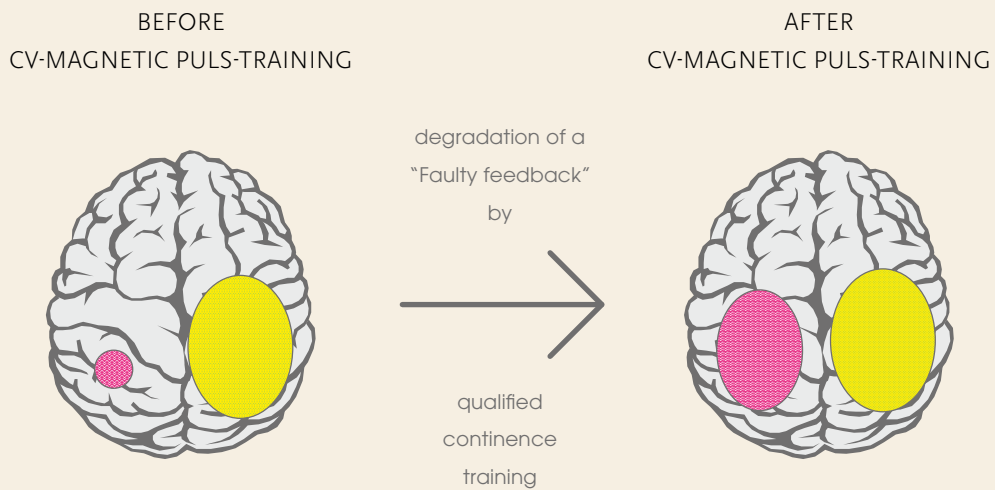 BEFORE
CV-MAGNETIC PULS-TRAINING
AFTER
CV-MAGNETIC PULS-TRAINING
degradation of a
“Faulty feedback”
by
qualified
continence
training